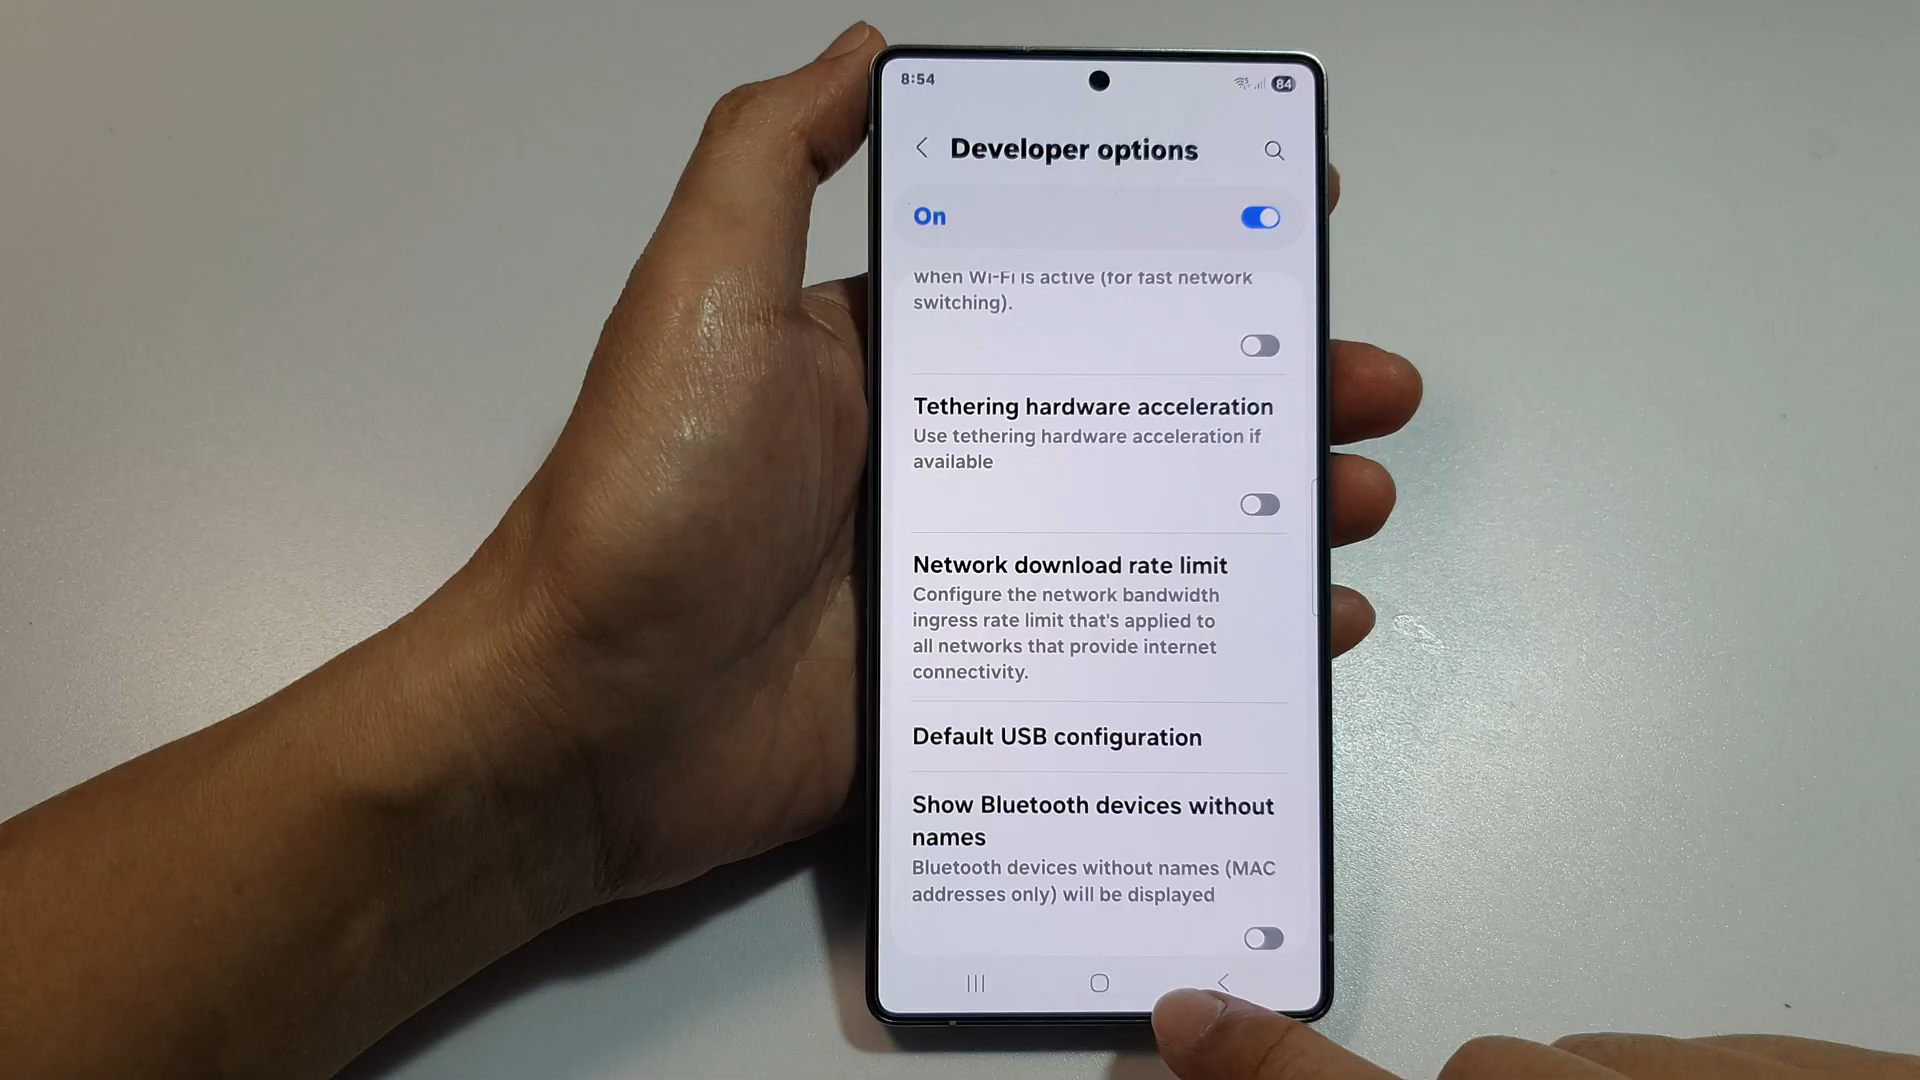 8:54
84
Developer options
On
when Wi-Fi is active (for fast network
switching).
Tethering hardware acceleration
Use tethering hardware acceleration if
available
Network download rate limit
Configure the network bandwidth
ingress rate limit that's applied to
all networks that provide internet
connectivity.
Default USB configuration
Show Bluetooth devices without
names
Bluetooth devices without names (MAC
addresses only) will be displayed